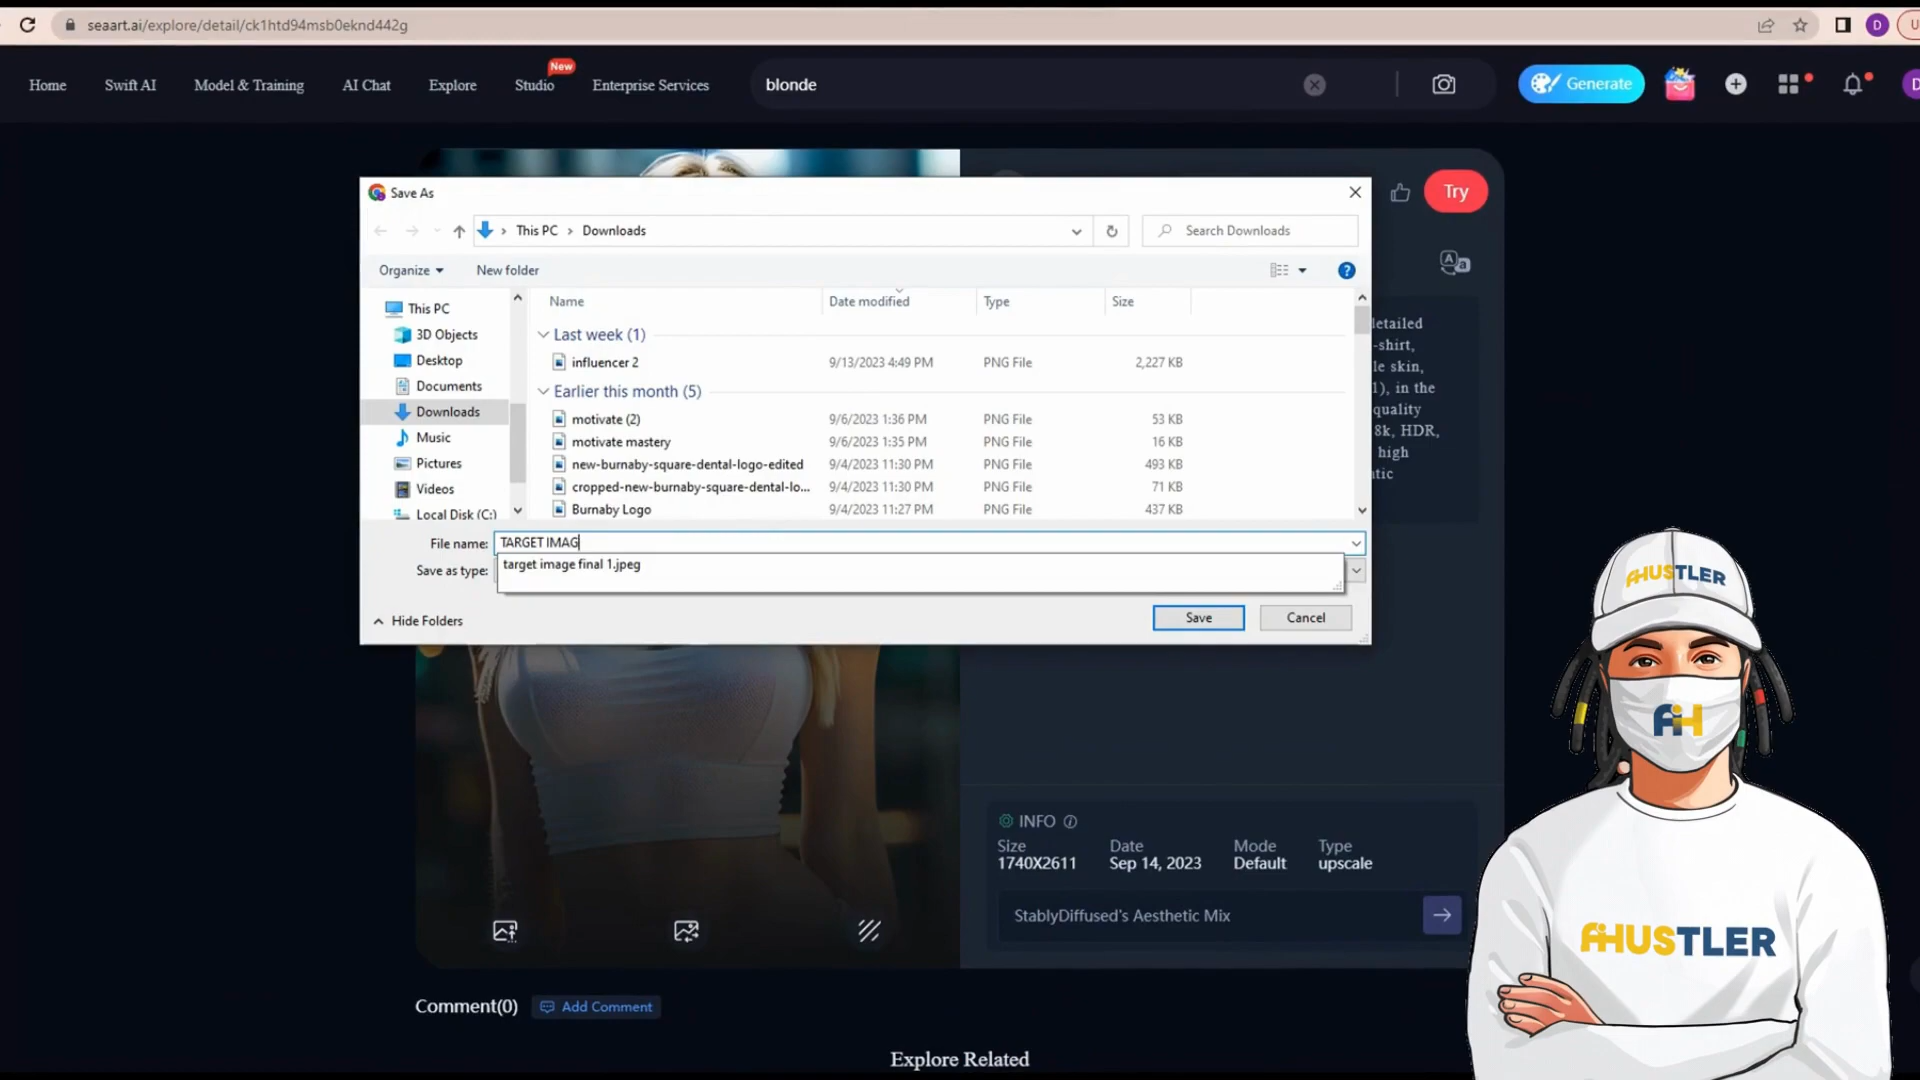 seaart.ai/explore/detail/ck1htd94msb0eknd442g
D
Home
Swift AI
Model & Training
AI Chat
Explore
Studio
New
Enterprise Services
blonde
Generate
D
Try
Save As
This PC
Downloads
Search Downloads
Organize
New folder
Name
Date modified
Type
Size
This PC
3D Objects
Desktop
Documents
Downloads
Music
Pictures
Videos
Local Disk (C:)
Last week (1)
influencer 2 9/13/2023 4:49 PM PNG File 2,227 KB
Earlier this month (5)
motivate (2) 9/6/2023 1:36 PM PNG File 53 KB
motivate mastery 9/6/2023 1:35 PM PNG File 16 KB
new-burnaby-square-dental-logo-edited 9/4/2023 11:30 PM PNG File 493 KB
cropped-new-burnaby-square-dental-lo... 9/4/2023 11:30 PM PNG File 71 KB
Burnaby Logo 9/4/2023 11:27 PM PNG File 437 KB
File name: TARGET IMAG
target image final 1.jpeg
Save as type:
Hide Folders
Save
Cancel
-shirt,
skin,
1), in the
quality
8k, HDR,
high
INFO
Size Date Mode Type
1740X2611 Sep 14, 2023 Default upscale
StablyDiffused's Aesthetic Mix
Comment(0)
Add Comment
Explore Related
AiHUSTLER
AiH
AiHUSTLER